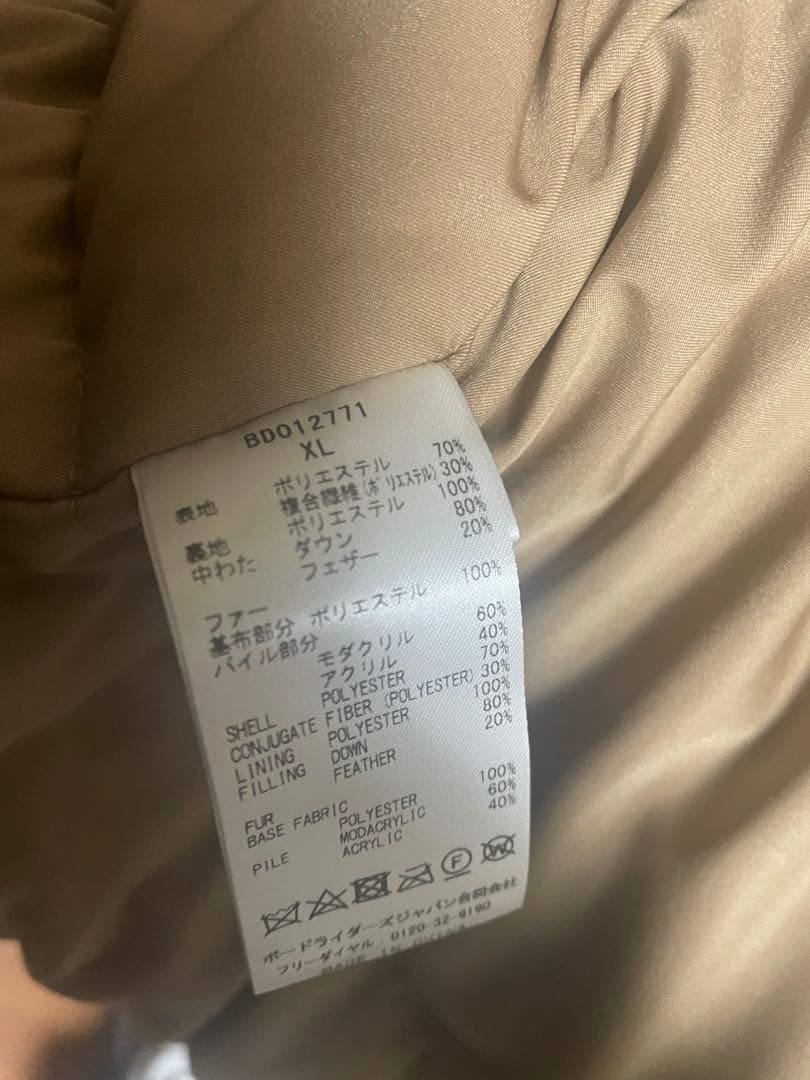 BD012771
XL
表地 ポリエステル 70%
複合繊維(ポリエステル) 30%
裏地 ポリエステル 100%
中わた ダウン 80%
フェザー 20%
ファー
基布部分 ポリエステル 100%
パイル部分
モダクリル 60%
アクリル 40%
SHELL POLYESTER 70%
CONJUGATE FIBER (POLYESTER) 30%
LINING POLYESTER 100%
FILLING DOWN 80%
FEATHER 20%
FUR
BASE FABRIC POLYESTER 100%
PILE MODACRYLIC 60%
ACRYLIC 40%
F W
ボードライダーズジャパン合同会社
フリーダイヤル：0120-32-9190
MADE IN CHINA